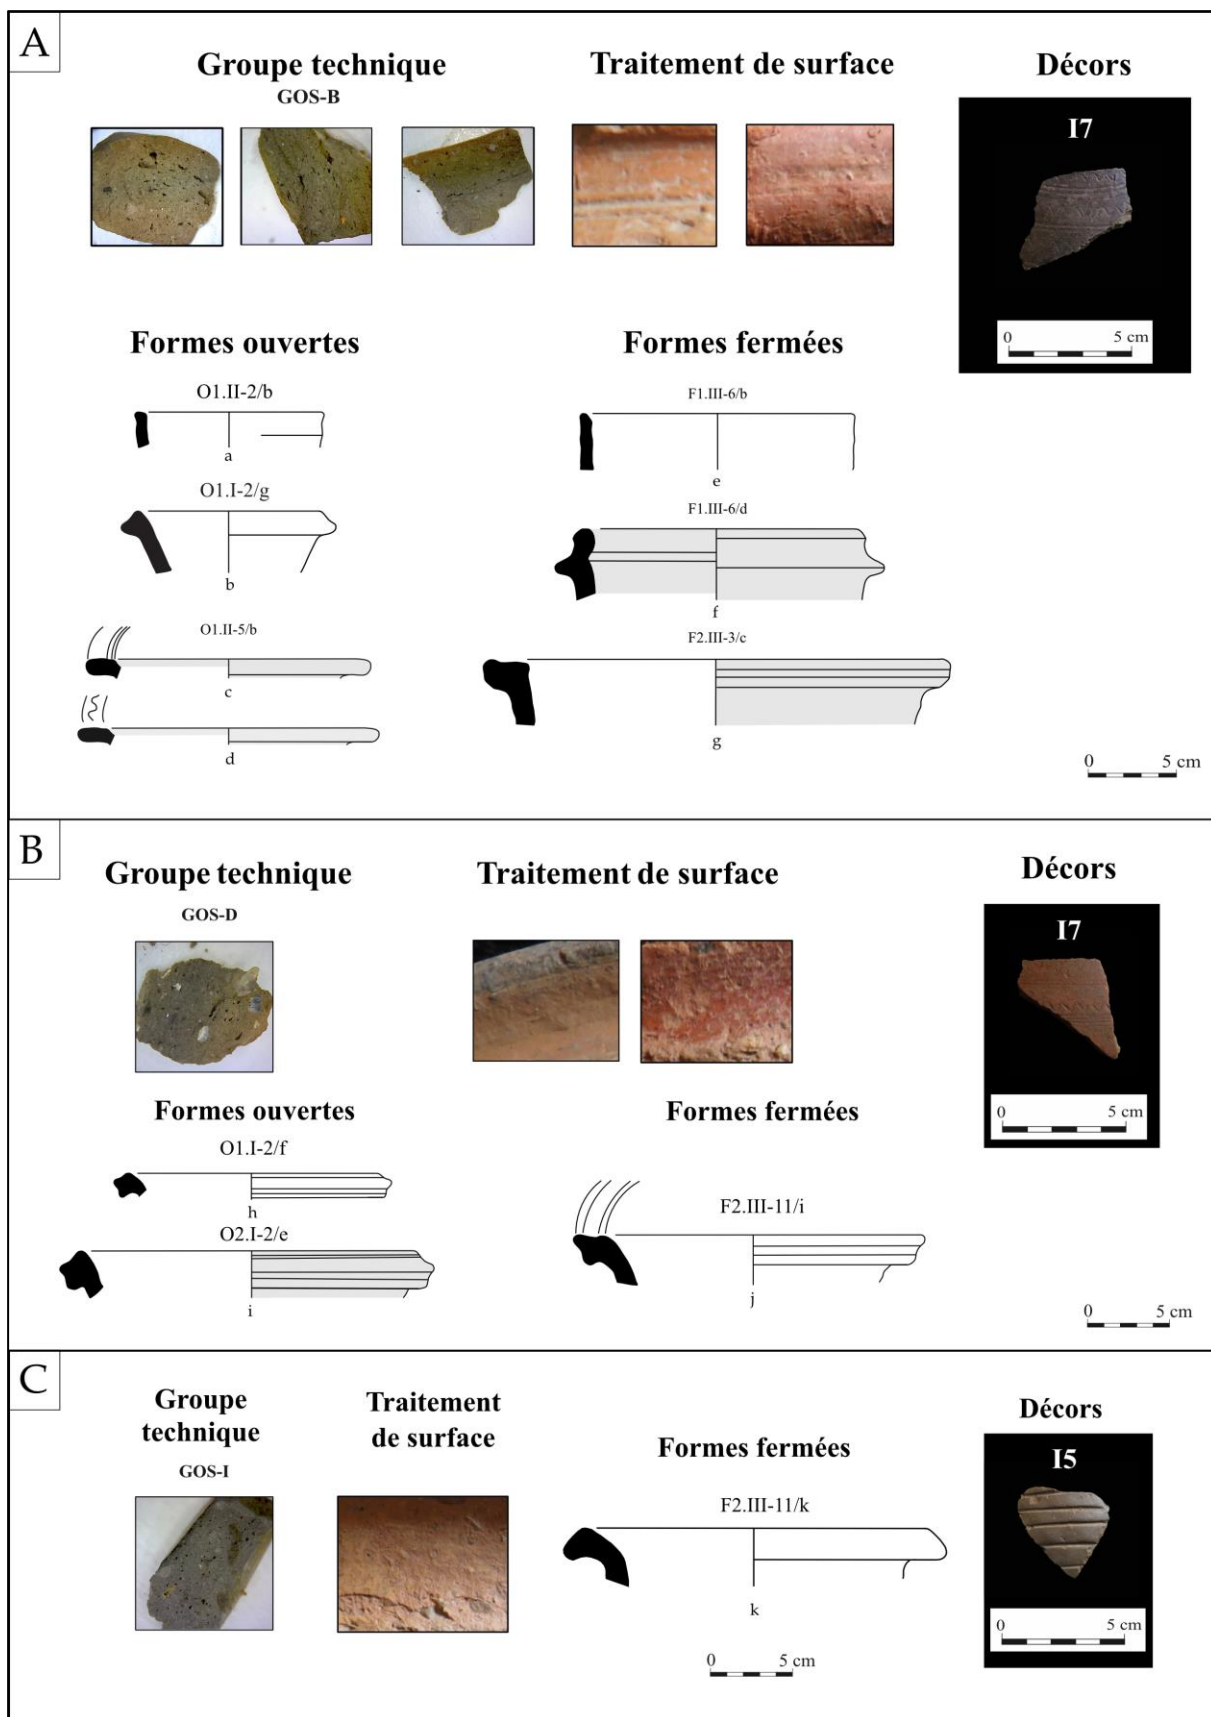 A
Groupe technique
GOS-B
Traitement de surface
Décors
I7
0 5 cm
Formes ouvertes
O1.II-2/b
a
O1.I-2/g
b
O1.II-5/b
c
d
Formes fermées
F1.III-6/b
e
F1.III-6/d
f
F2.III-3/c
g
0 5 cm
B
Groupe technique
GOS-D
Traitement de surface
Décors
I7
0 5 cm
Formes ouvertes
O1.I-2/f
h
O2.I-2/e
i
Formes fermées
F2.III-11/i
j
0 5 cm
C
Groupe
technique
GOS-I
Traitement
de surface
Formes fermées
F2.III-11/k
k
0 5 cm
Décors
I5
0 5 cm